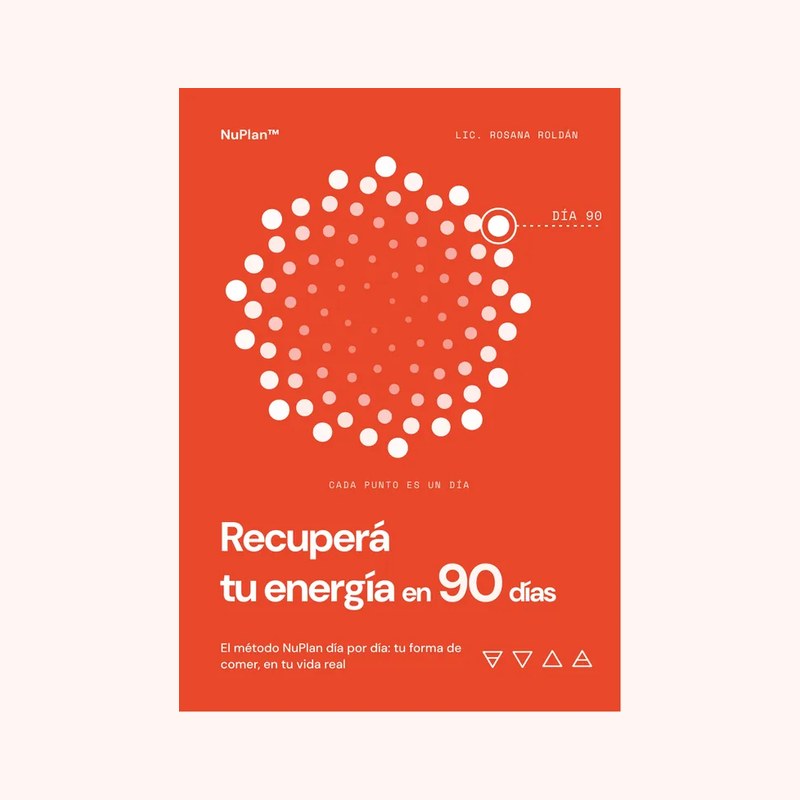 NuPlan™
LIC. ROSANA ROLDÁN
DÍA 90
CADA PUNTO ES UN DÍA
Recuperá
tu energía en 90 días
El método NuPlan día por día: tu forma de
comer, en tu vida real